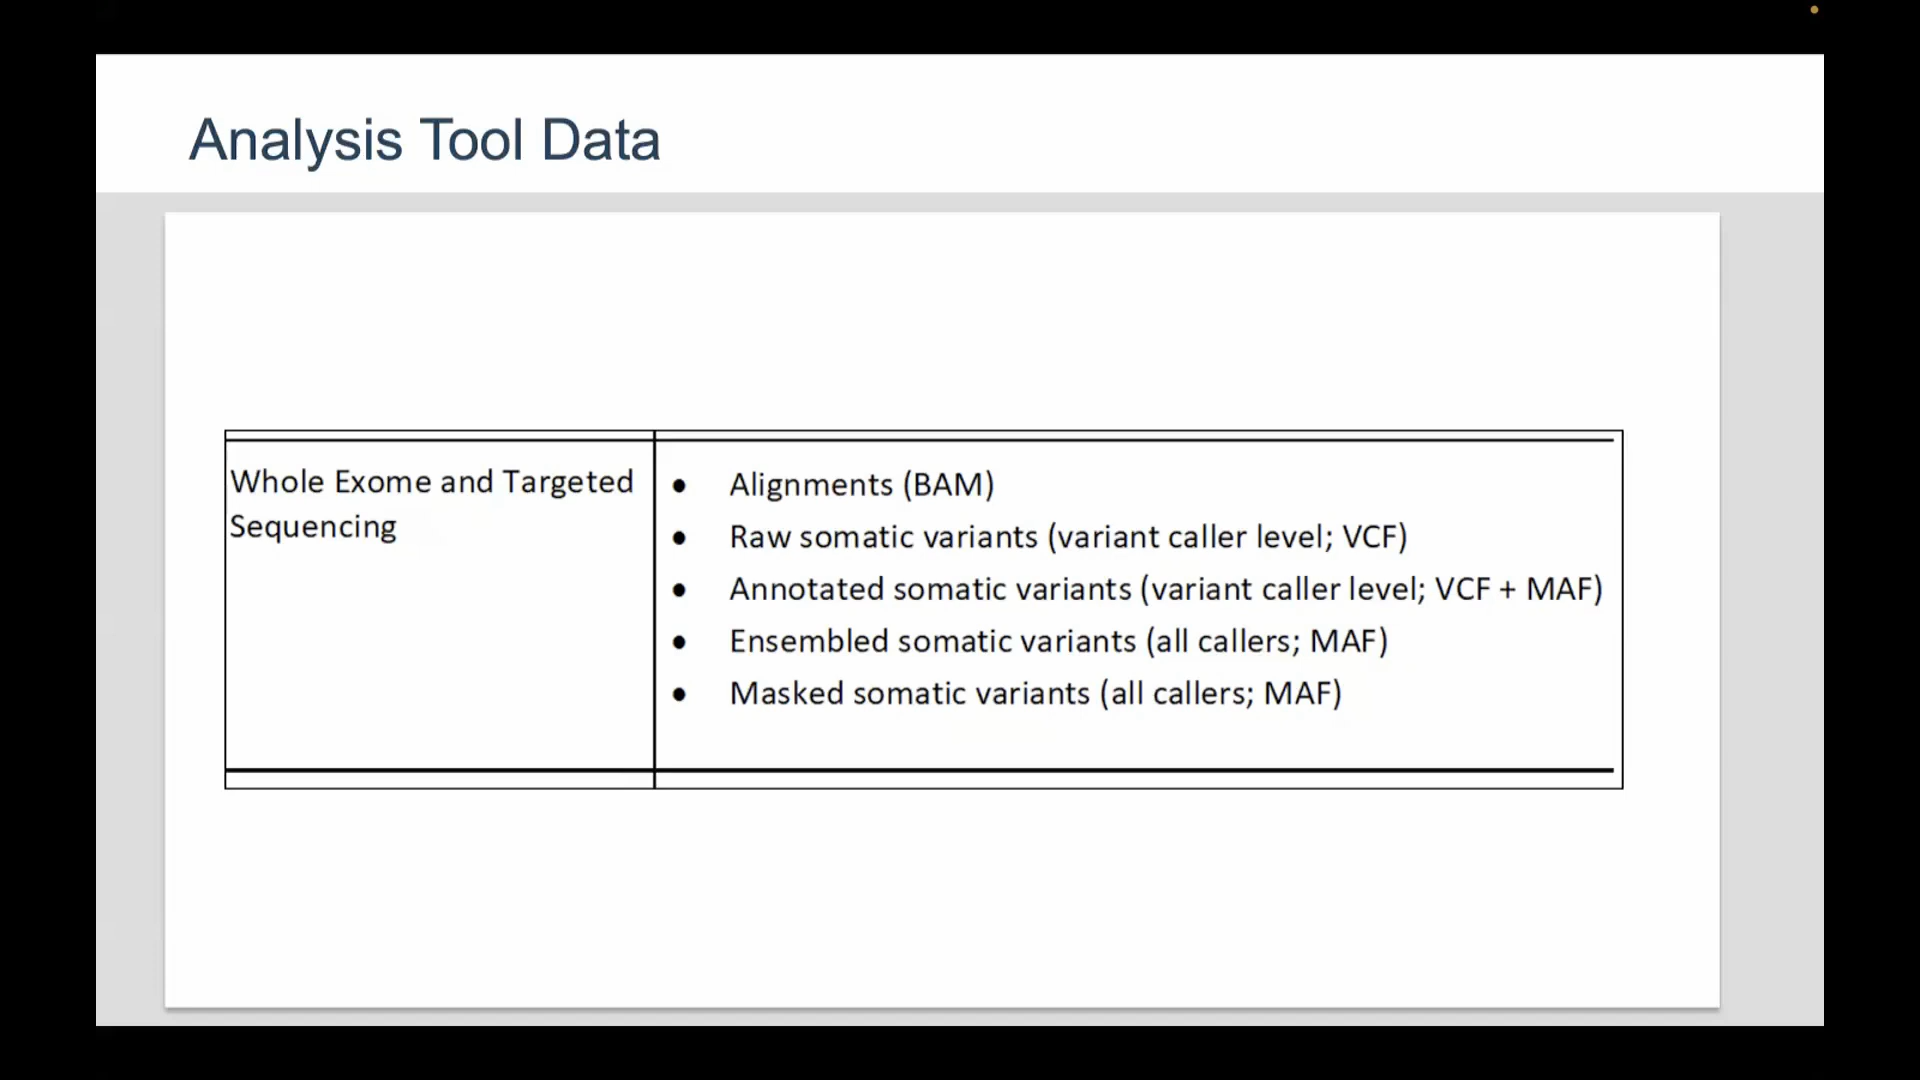 Analysis Tool Data
Whole Exome and Targeted
Sequencing
• Alignments (BAM)
• Raw somatic variants (variant caller level; VCF)
• Annotated somatic variants (variant caller level; VCF + MAF)
• Ensembled somatic variants (all callers; MAF)
• Masked somatic variants (all callers; MAF)